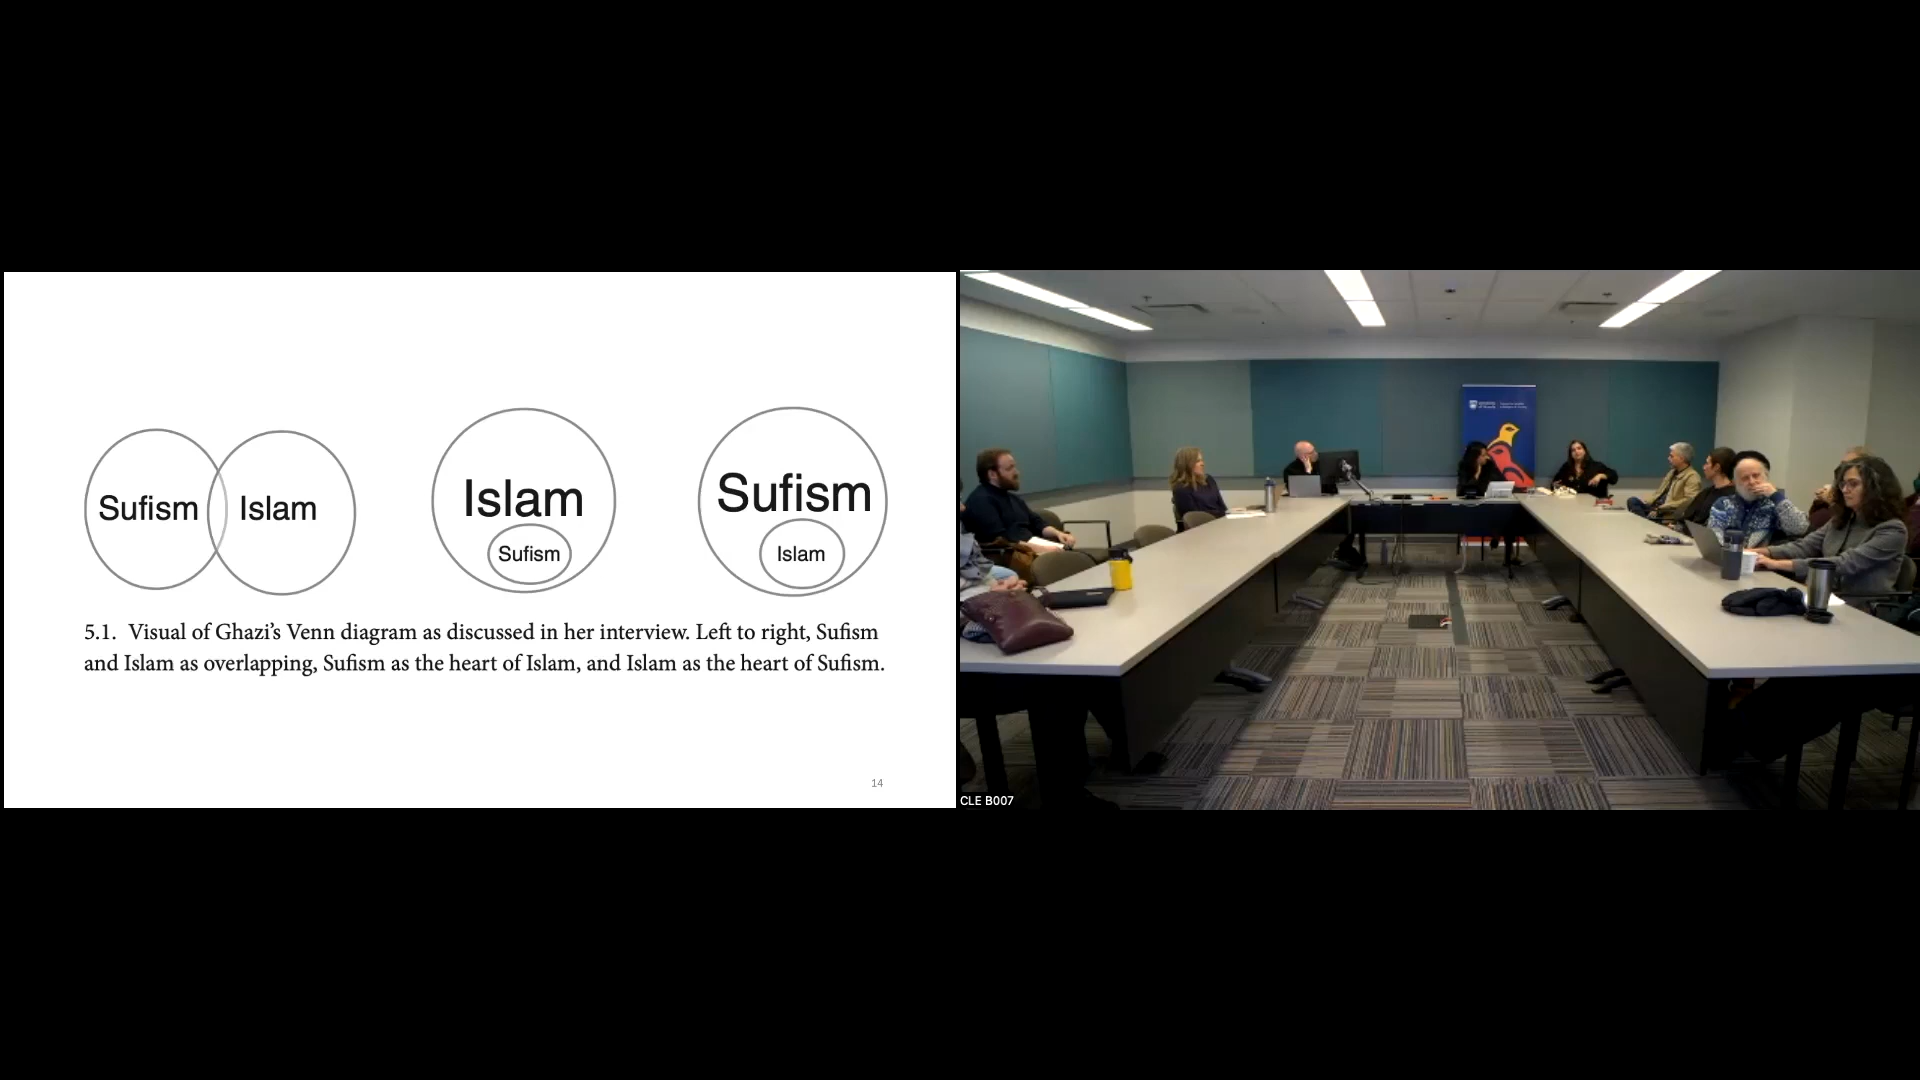 Sufism Islam
Islam
Sufism
Sufism
Islam
5.1. Visual of Ghazi’s Venn diagram as discussed in her interview. Left to right, Sufism
and Islam as overlapping, Sufism as the heart of Islam, and Islam as the heart of Sufism.
14
CLE B007